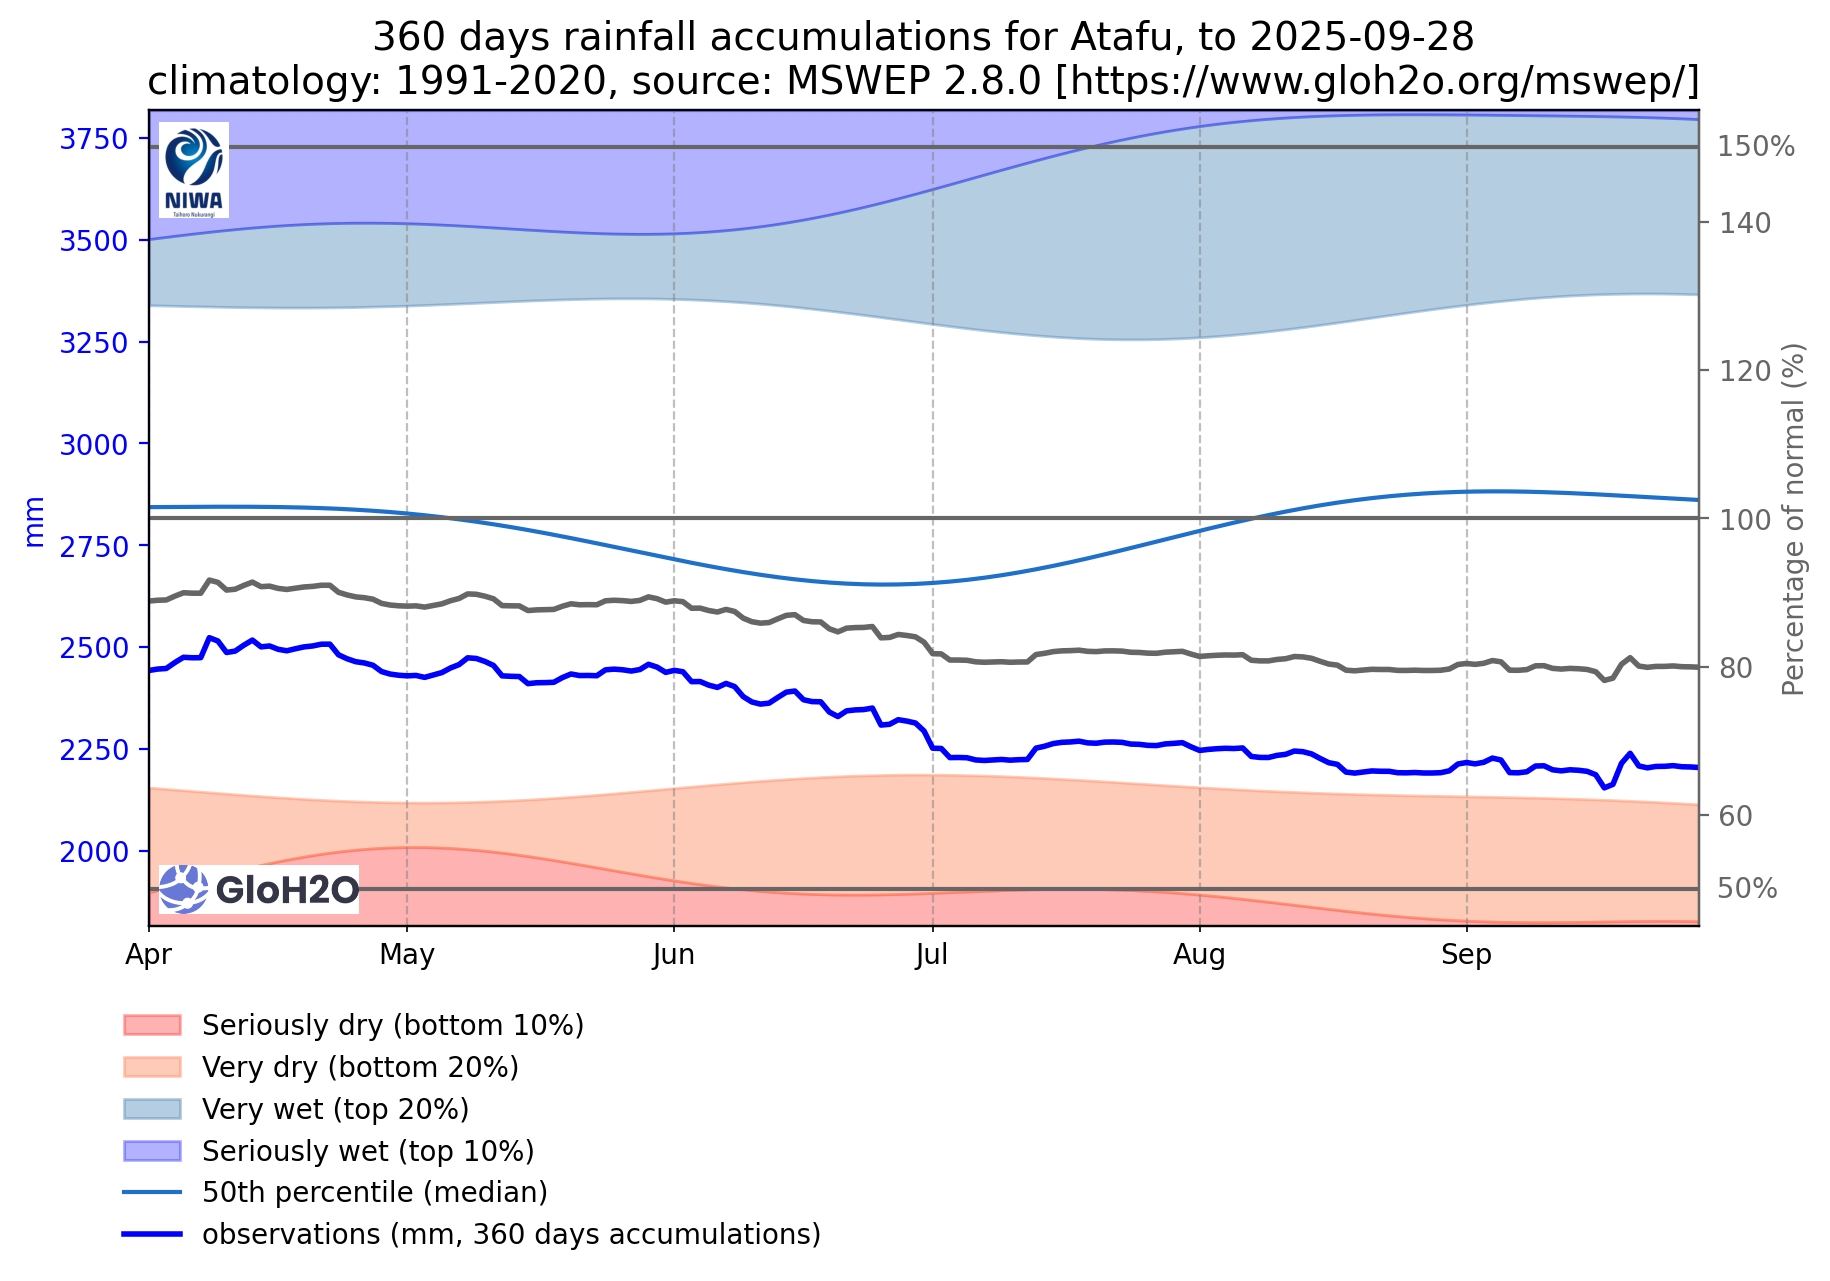 360 days rainfall accumulations for Atafu, to 2025-09-28
climatology: 1991-2020, source: MSWEP 2.8.0 [https://www.gloh2o.org/mswep/]
3750
3500
3250
3000
2750
2500
2250
2000
mm
NIWA
Taihoro Nukurangi
GloH2O
150%
140
120
100
80
60
50%
Percentage of normal (%)
Apr
May
Jun
Jul
Aug
Sep
Seriously dry (bottom 10%)
Very dry (bottom 20%)
Very wet (top 20%)
Seriously wet (top 10%)
50th percentile (median)
observations (mm, 360 days accumulations)